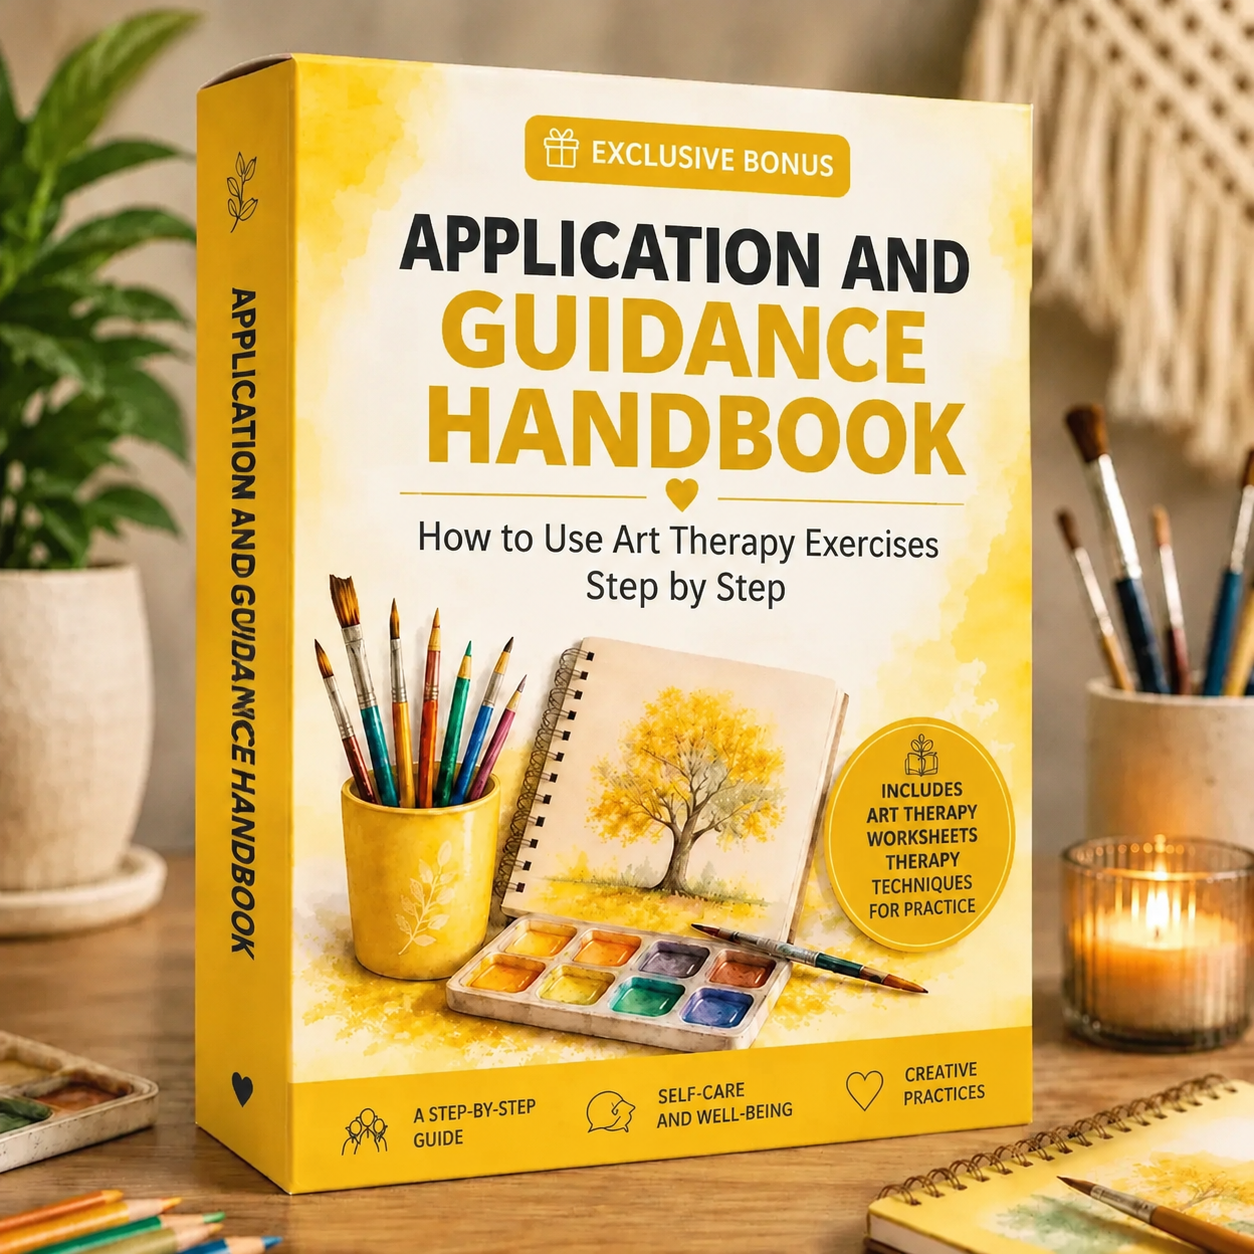 EXCLUSIVE BONUS
APPLICATION AND
GUIDANCE
HANDBOOK
How to Use Art Therapy Exercises
Step by Step
INCLUDES
ART THERAPY
WORKSHEETS
THERAPY
TECHNIQUES
FOR PRACTICE
A STEP-BY-STEP
GUIDE
SELF-CARE
AND WELL-BEING
CREATIVE
PRACTICES
APPLICATION AND GUIDANCE HANDBOOK